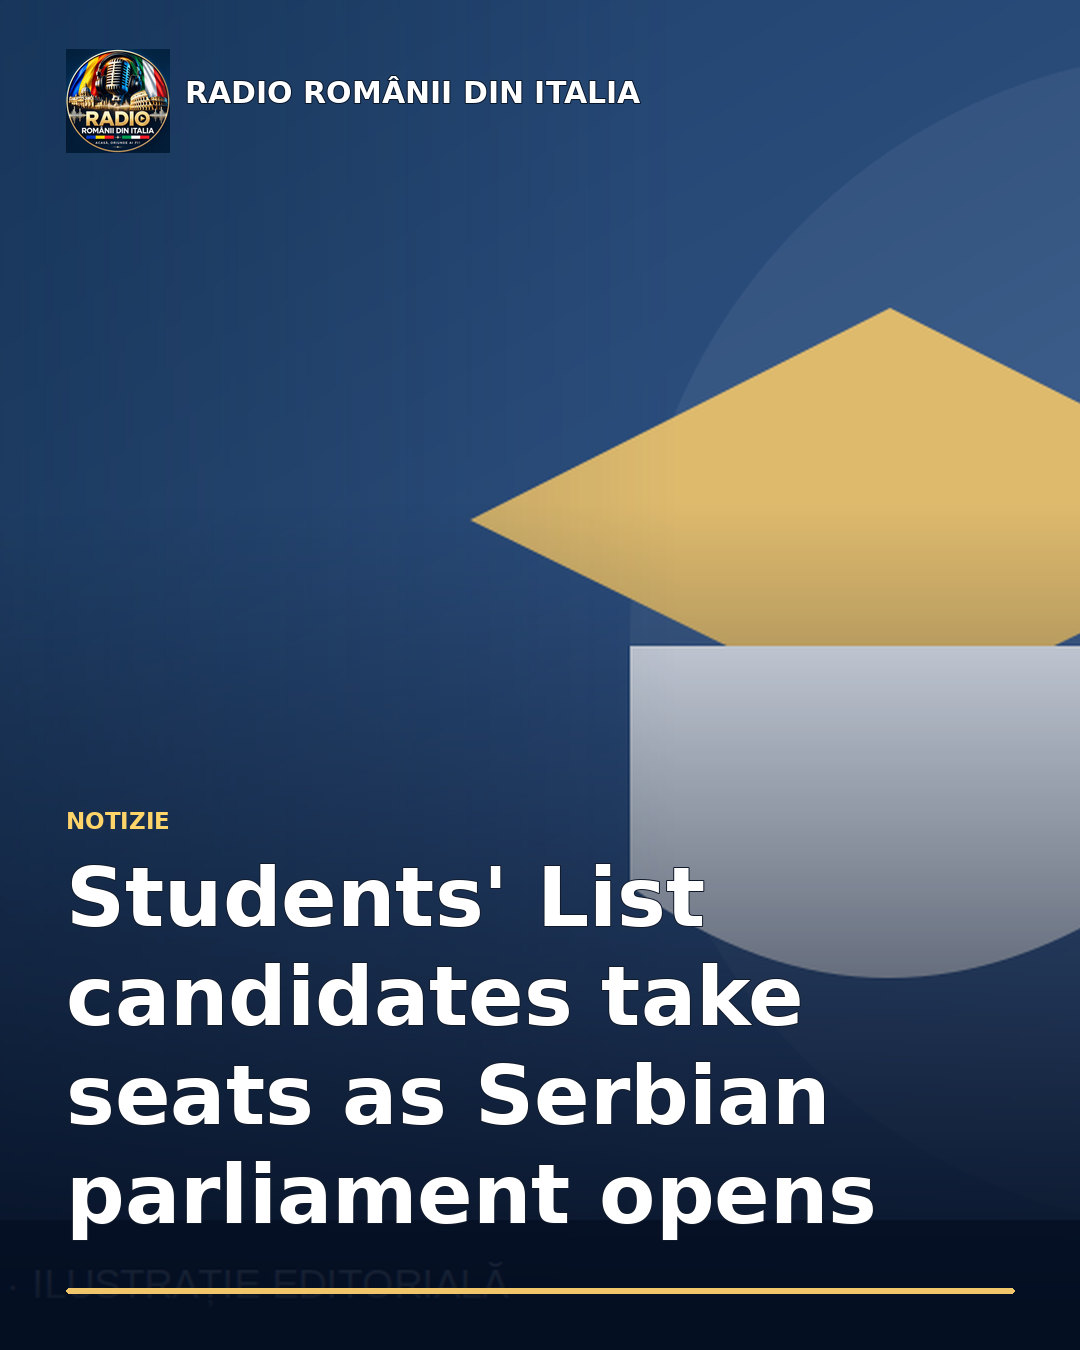 RADIO
ROMÂNII DIN ITALIA
RADIO ROMÂNII DIN ITALIA
NOTIZIE
Students' List
candidates take
seats as Serbian
parliament opens
· ILUSTRAȚIE EDITORIALĂ